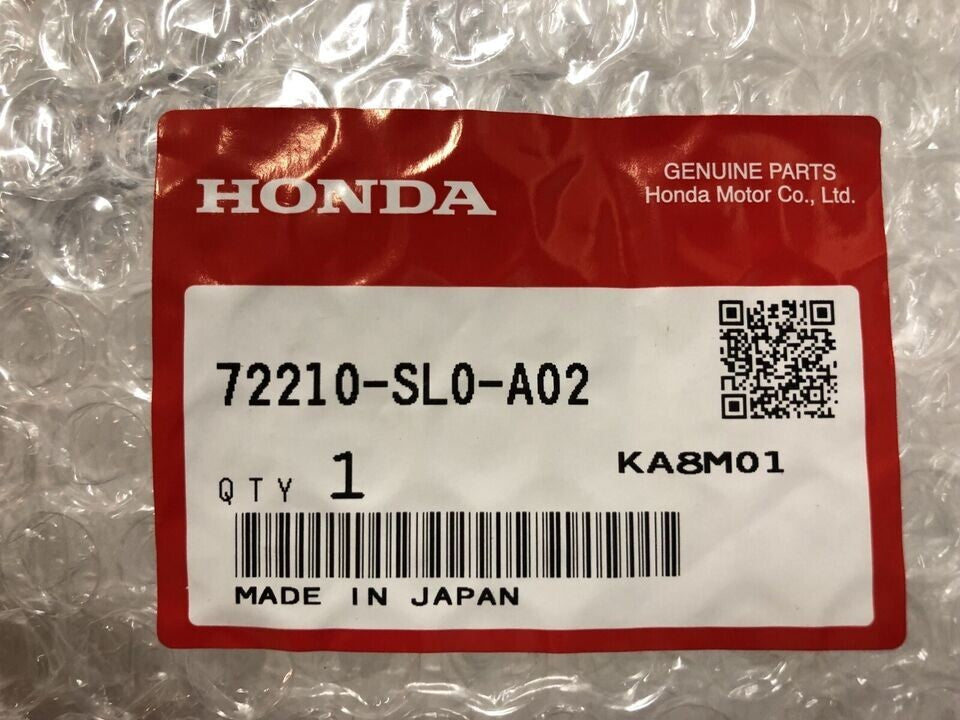 HONDA
GENUINE PARTS
Honda Motor Co., Ltd.
72210-SL0-A02
QTY 1
KA8M01
MADE IN JAPAN